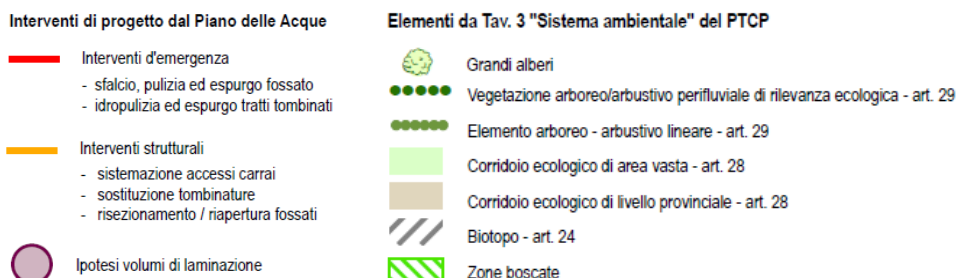 Interventi di progetto dal Piano delle Acque
Interventi d'emergenza
- sfalcio, pulizia ed espurgo fossato
- idropulizia ed espurgo tratti tombinati
Interventi strutturali
- sistemazione accessi carrai
- sostituzione tombinature
- risezionamento / riapertura fossati
Ipotesi volumi di laminazione
Elementi da Tav. 3 "Sistema ambientale" del PTCP
Grandi alberi
Vegetazione arboreo/arbustivo perifluviale di rilevanza ecologica - art. 29
Elemento arboreo - arbustivo lineare - art. 29
Corridoio ecologico di area vasta - art. 28
Corridoio ecologico di livello provinciale - art. 28
Biotopo - art. 24
Zone boscate